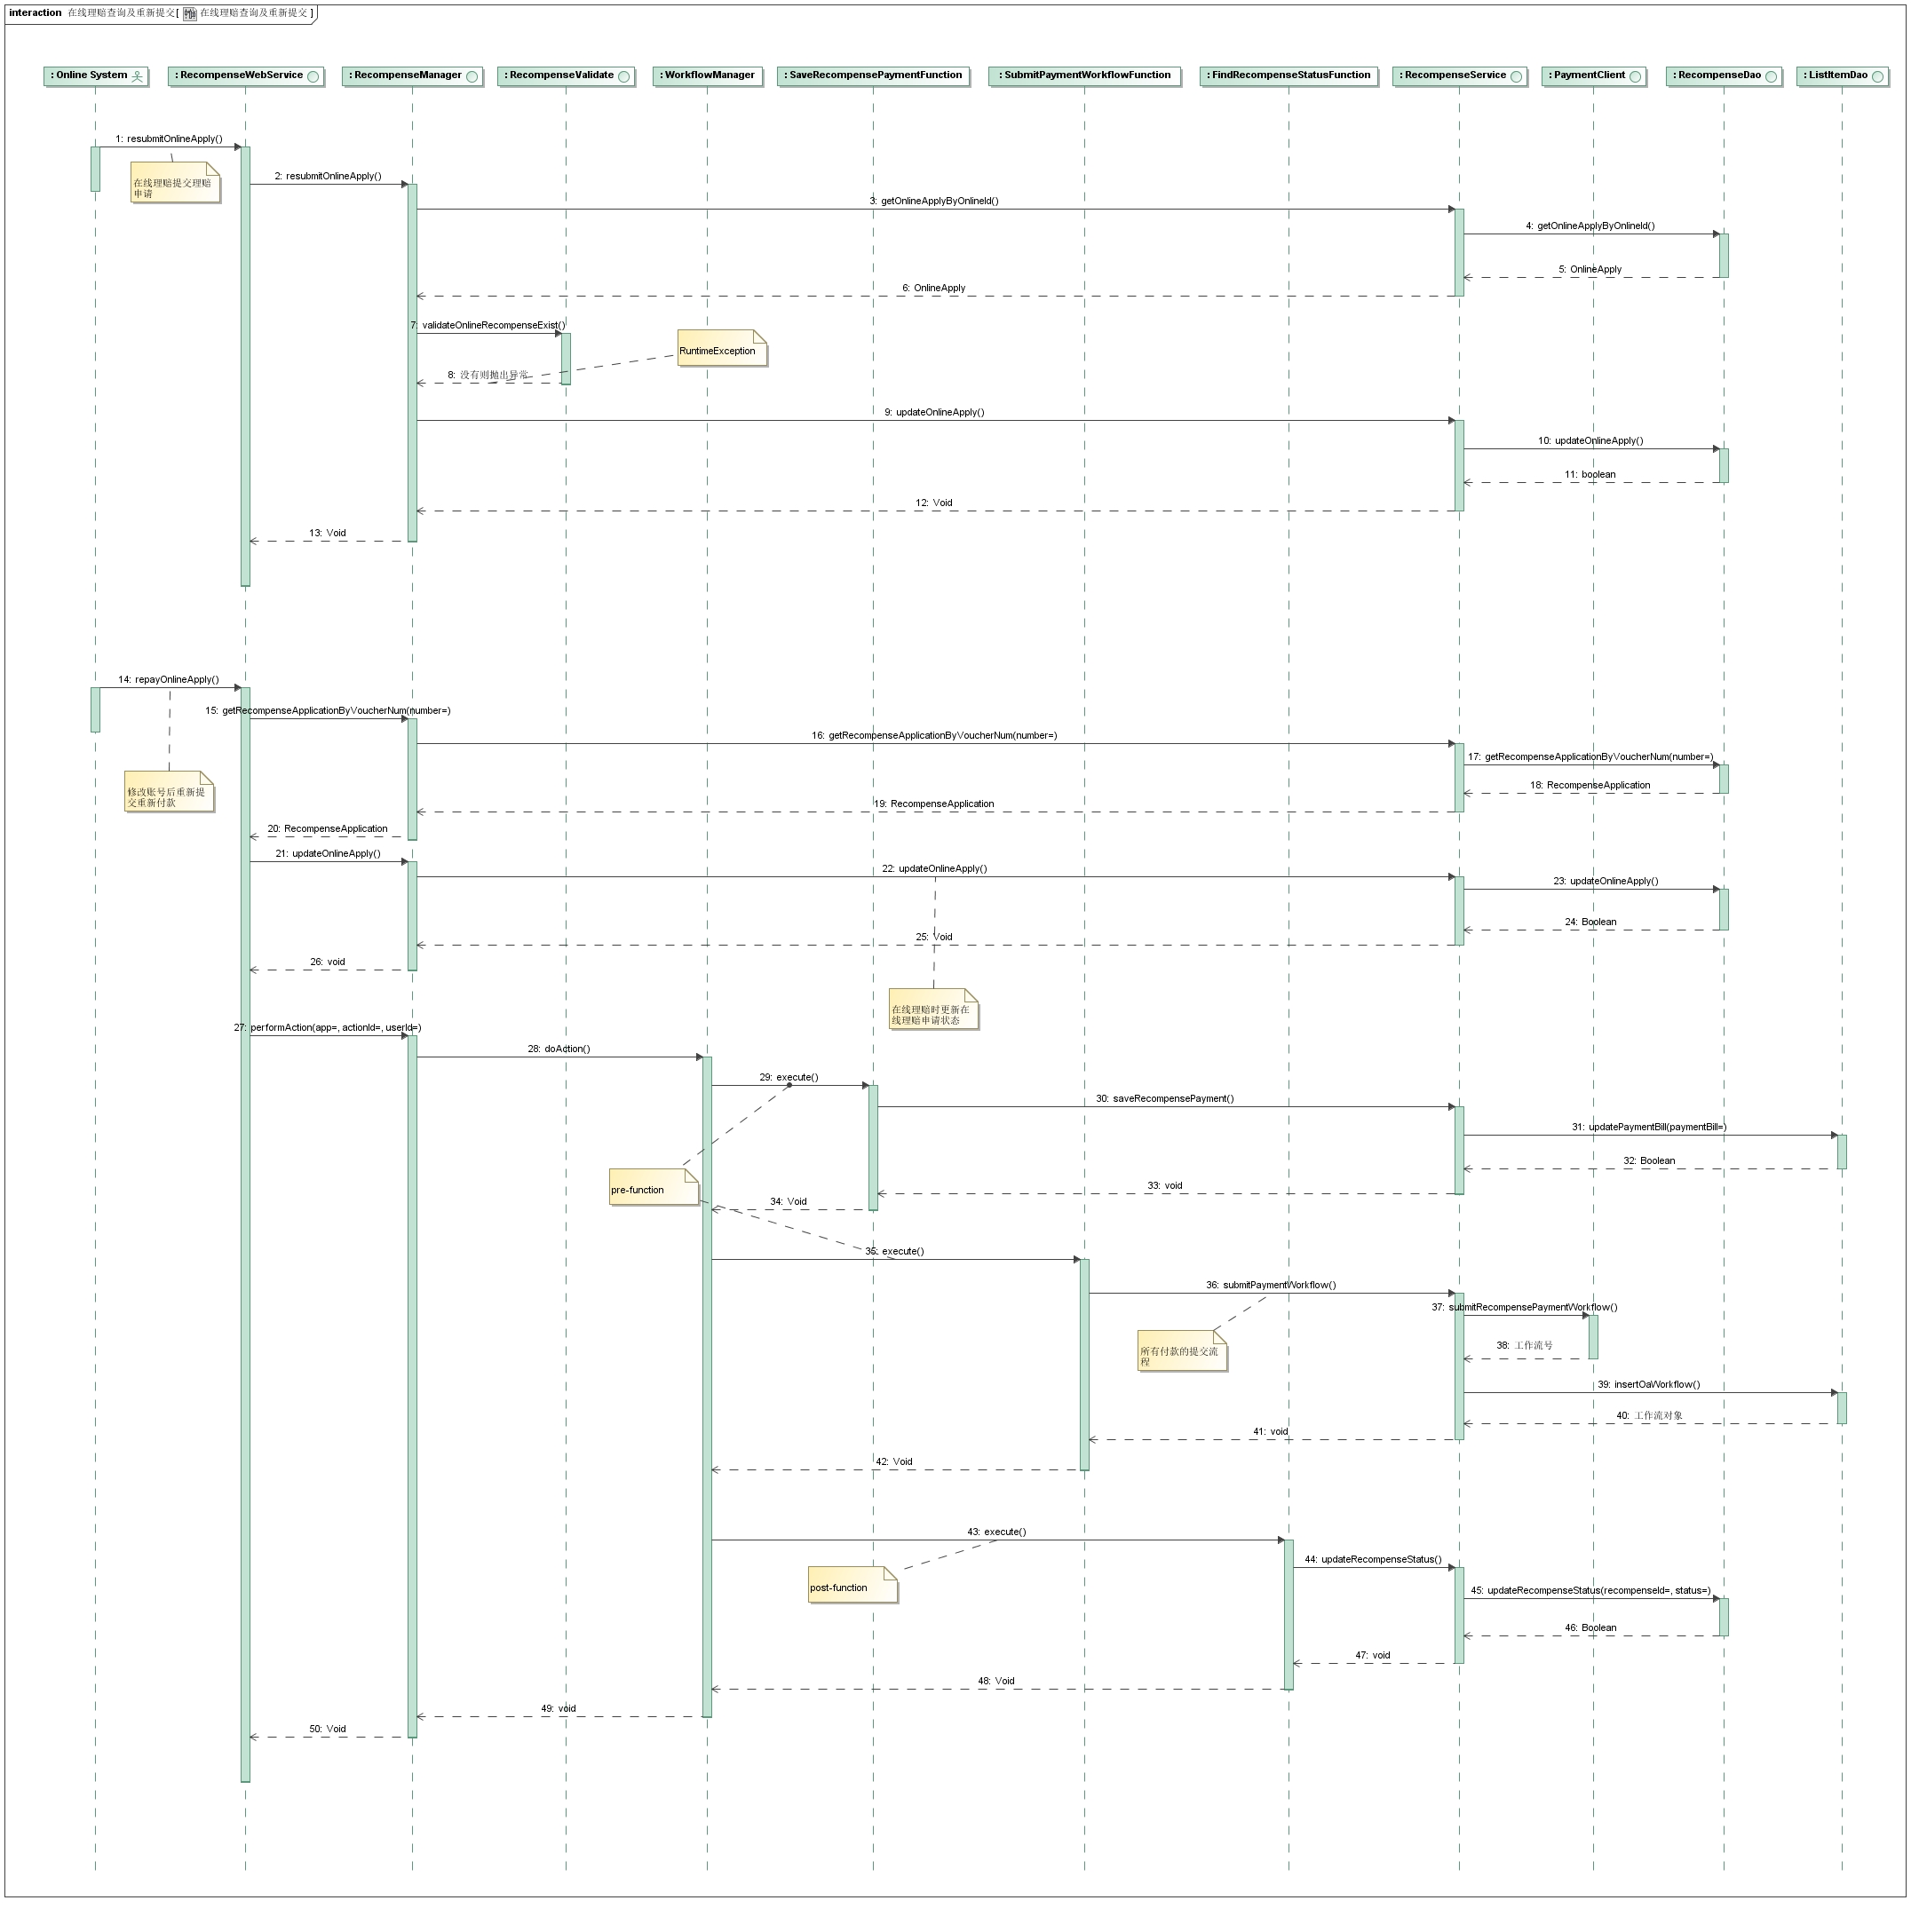 interaction 在线理赔查询及重新提交[ 在线理赔查询及重新提交 ]
: Online System
: RecompenseWebService
: RecompenseManager
: RecompenseValidate
: WorkflowManager
: SaveRecompensePaymentFunction
: SubmitPaymentWorkflowFunction
: FindRecompenseStatusFunction
: RecompenseService
: PaymentClient
: RecompenseDao
: ListItemDao
1: resubmitOnlineApply()
在线理赔提交理赔
申请
2: resubmitOnlineApply()
3: getOnlineApplyByOnlineId()
4: getOnlineApplyByOnlineId()
5: OnlineApply
6: OnlineApply
7: validateOnlineRecompenseExist()
RuntimeException
8: 没有则抛出异常
9: updateOnlineApply()
10: updateOnlineApply()
11: boolean
12: Void
13: Void
14: repayOnlineApply()
15: getRecompenseApplicationByVoucherNum(number=)
16: getRecompenseApplicationByVoucherNum(number=)
17: getRecompenseApplicationByVoucherNum(number=)
修改账号后重新提
交重新付款
18: RecompenseApplication
19: RecompenseApplication
20: RecompenseApplication
21: updateOnlineApply()
22: updateOnlineApply()
23: updateOnlineApply()
24: Boolean
25: Void
26: void
在线理赔时更新在
线理赔申请状态
27: performAction(app=, actionId=, userId=)
28: doAction()
29: execute()
30: saveRecompensePayment()
31: updatePaymentBill(paymentBill=)
32: Boolean
33: void
pre-function
34: Void
35: execute()
36: submitPaymentWorkflow()
37: submitRecompensePaymentWorkflow()
所有付款的提交流
程
38: 工作流号
39: insertOaWorkflow()
40: 工作流对象
41: void
42: Void
43: execute()
44: updateRecompenseStatus()
post-function
45: updateRecompenseStatus(recompenseId=, status=)
46: Boolean
47: void
48: Void
49: void
50: Void